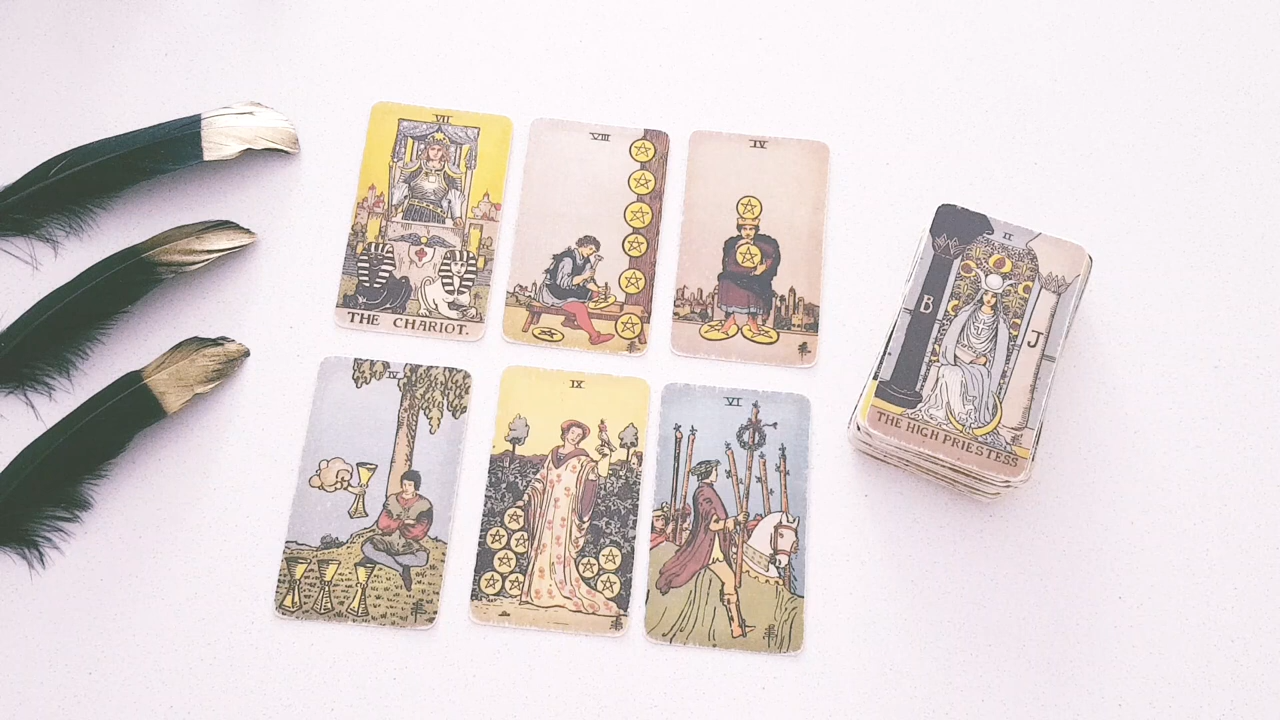 VII
THE CHARIOT.
VIII
IV
II
B
J
THE HIGH PRIESTESS
IV
IX
VI